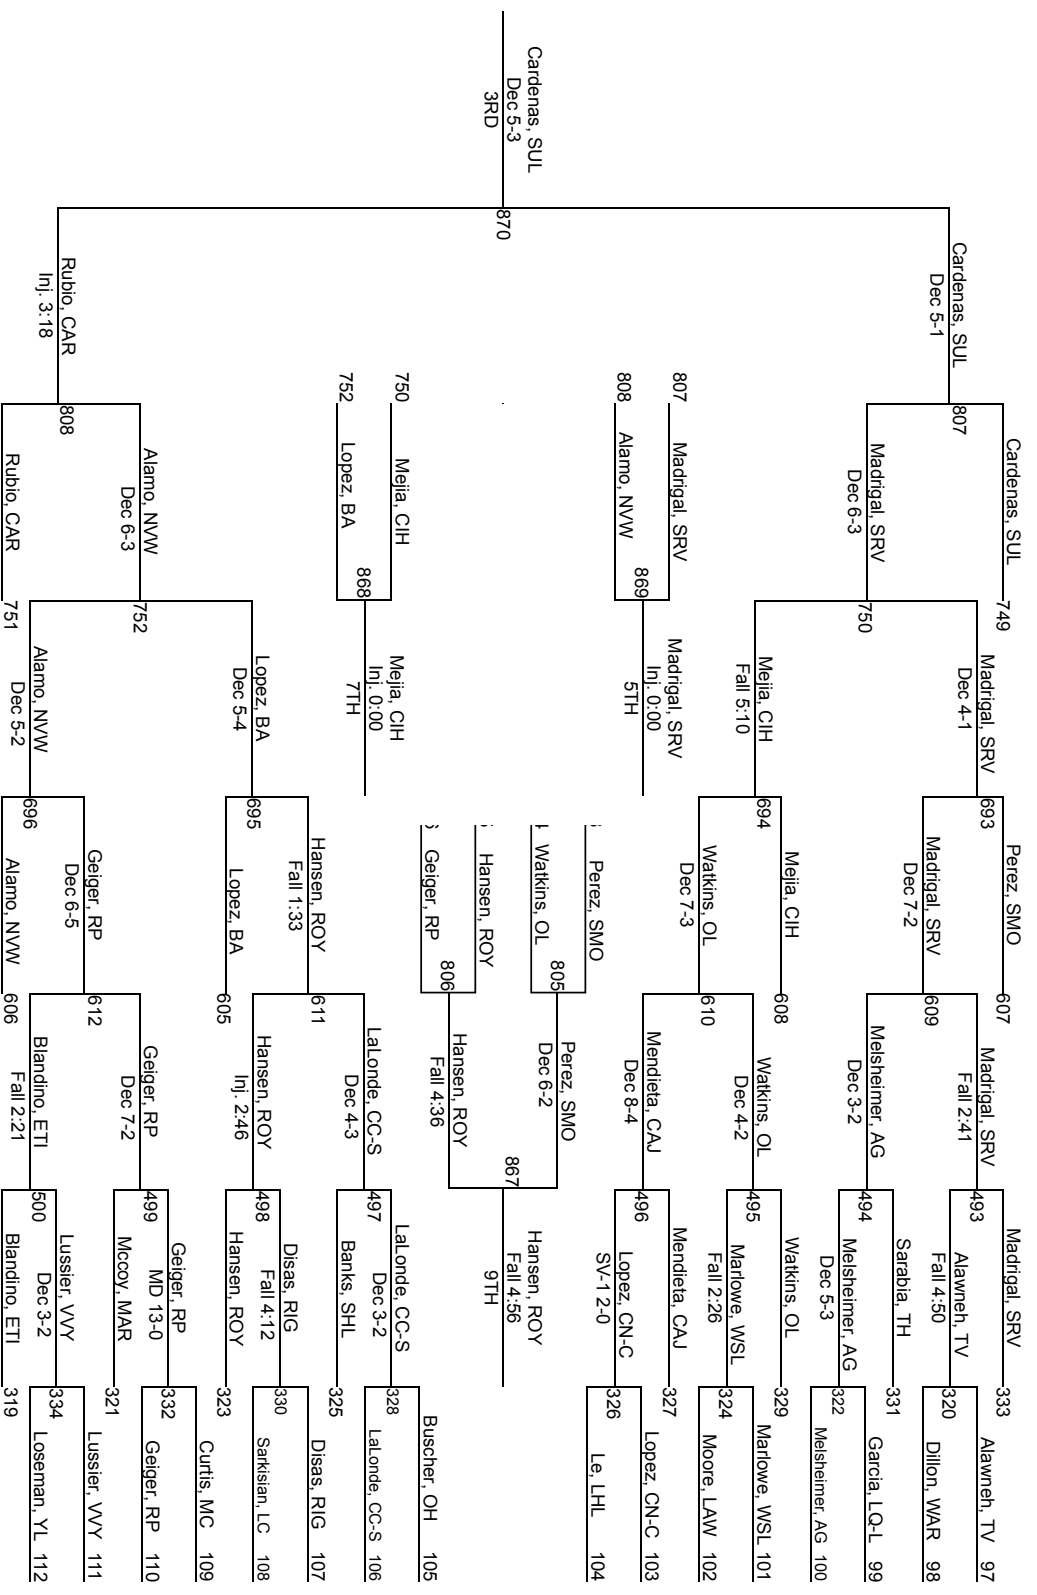 Cardenas, SUL
Dec 5-3
3RD
870
Cardenas, SUL
Dec 5-1
Rubio, CAR
Inj. 3:18
807
808
Cardenas, SUL
749
Madrigal, SRV
Dec 6-3
807 Madrigal, SRV
808 Alamo, NVW
869
750 Mejia, CIH
752 Lopez, BA
868
Alamo, NVW
Dec 6-3
Rubio, CAR
751
750
752
Madrigal, SRV
Dec 4-1
Mejia, CIH
Fall 5:10
Madrigal, SRV
Inj. 0:00
5TH
Mejia, CIH
Inj. 0:00
7TH
Lopez, BA
Dec 5-4
Alamo, NVW
Dec 5-2
693
694
695
696
Perez, SMO
607
Madrigal, SRV
Dec 7-2
Mejia, CIH
608
Watkins, OL
Dec 7-3
Perez, SMO
Watkins, OL
805
Hansen, ROY
Geiger, RP
806
Hansen, ROY
Fall 1:33
Lopez, BA
605
Geiger, RP
Dec 6-5
Alamo, NVW
606
609
610
611
612
Madrigal, SRV
Fall 2:41
Melsheimer, AG
Dec 3-2
Watkins, OL
Dec 4-2
Mendieta, CAJ
Dec 8-4
Perez, SMO
Dec 6-2
867
Hansen, ROY
Fall 4:36
LaLonde, CC-S
Dec 4-3
Hansen, ROY
Inj. 2:46
Geiger, RP
Dec 7-2
Blandino, ETI
Fall 2:21
493
494
495
496
497
498
499
500
Madrigal, SRV
333
Alawneh, TV
Fall 4:50
Sarabia, TH
331
Melsheimer, AG
Dec 5-3
Watkins, OL
329
Marlowe, WSL
Fall 2:26
Mendieta, CAJ
327
Lopez, CN-C
SV-1 2-0
Hansen, ROY
Fall 4:56
9TH
LaLonde, CC-S
Dec 3-2
Banks, SHL
325
Disas, RIG
Fall 4:12
Hansen, ROY
323
Geiger, RP
MD 13-0
Mccoy, MAR
321
Lussier, VVY
Dec 3-2
Blandino, ETI
319
320
322
324
326
328
330
332
334
Alawneh, TV 97
Dillon, WAR 98
Garcia, LQ-L 99
Melsheimer, AG 100
Marlowe, WSL 101
Moore, LAW 102
Lopez, CN-C 103
Le, LHL 104
Buscher, OH 105
LaLonde, CC-S 106
Disas, RIG 107
Sarkisian, LC 108
Curtis, MC 109
Geiger, RP 110
Lussier, VVY 111
Loseman, YL 112